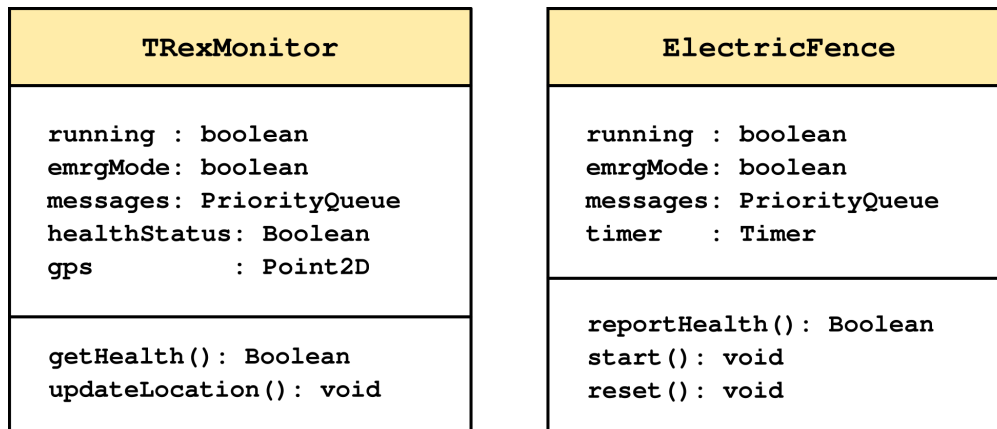 TRexMonitor
running : boolean
emrgMode: boolean
messages: PriorityQueue
healthStatus: Boolean
gps         : Point2D
getHealth(): Boolean
updateLocation(): void
ElectricFence
running : boolean
emrgMode: boolean
messages: PriorityQueue
timer   : Timer
reportHealth(): Boolean
start(): void
reset(): void